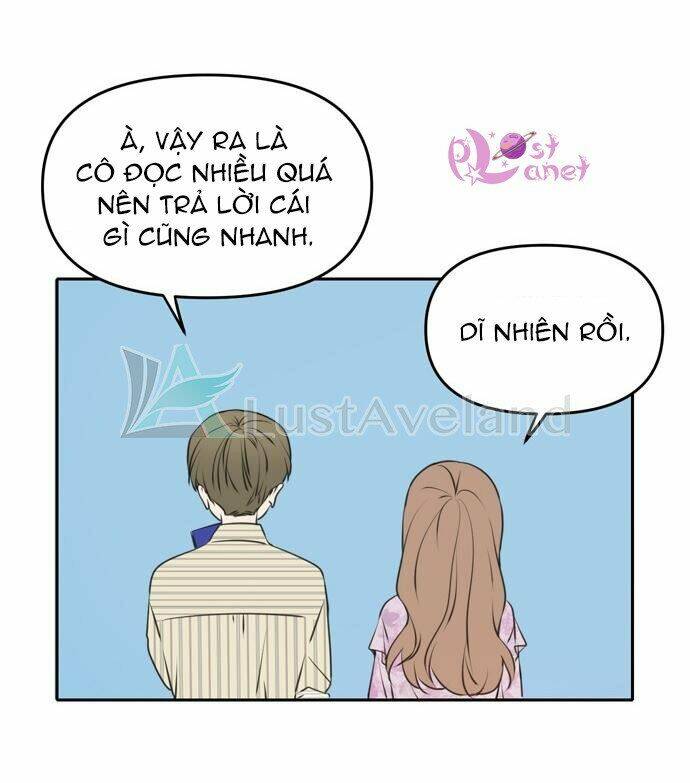 À, VẬY RA LÀ
CÔ ĐỌC NHIỀU QUÁ
NÊN TRẢ LỜI CÁI
GÌ CŨNG NHANH.
Lost
Planet
DĨ NHIÊN RỒI.
LustAveland